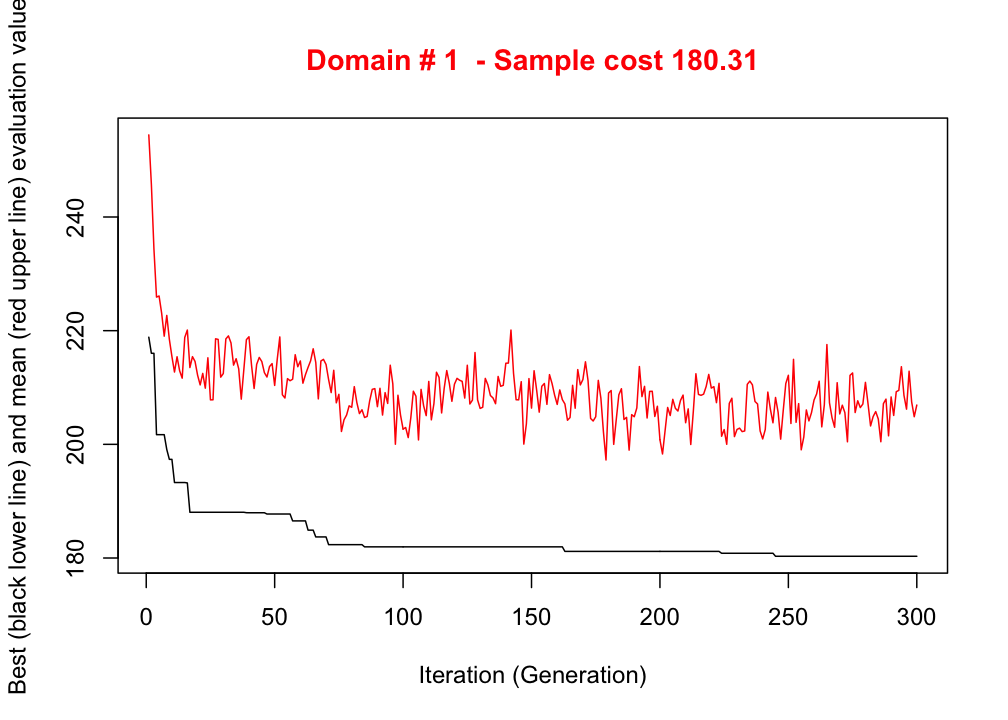 Domain # 1  - Sample cost 180.31
Best (black lower line) and mean (red upper line) evaluation value
240
220
200
180
0 50 100 150 200 250 300
Iteration (Generation)